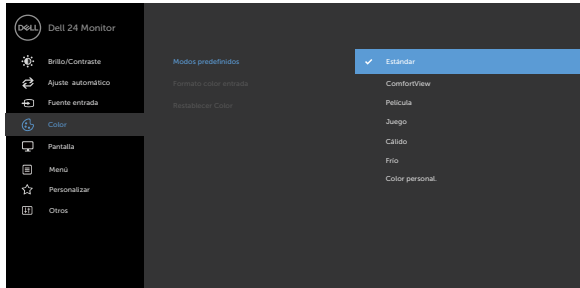 DELL Dell 24 Monitor
Brillo/Contraste
Ajuste automático
Fuente entrada
Color
Pantalla
Menú
Personalizar
Otros
Modos predefinidos
Formato color entrada
Restablecer Color
Estándar
ComfortView
Película
Juego
Cálido
Frío
Color personal.